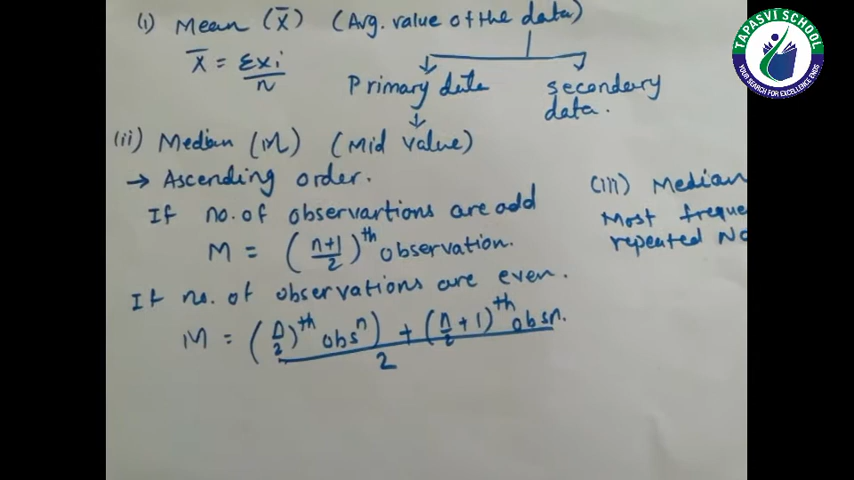 (i) Mean (X̄) (Avg. value of the data)
X̄ = Σxi / n
Primary data
secondary data.
(ii) Median (M) (Mid value)
→ Ascending order.
If no. of observartions are odd
M = (n+1 / 2)th observation.
If no. of observations are even.
M = (n/2)th obsn) + (n/2 + 1)th obsn. / 2
(iii) Median
Most freque
repeated No
TAPASVI SCHOOL
YOUR SEARCH FOR EXCELLENCE ENDS